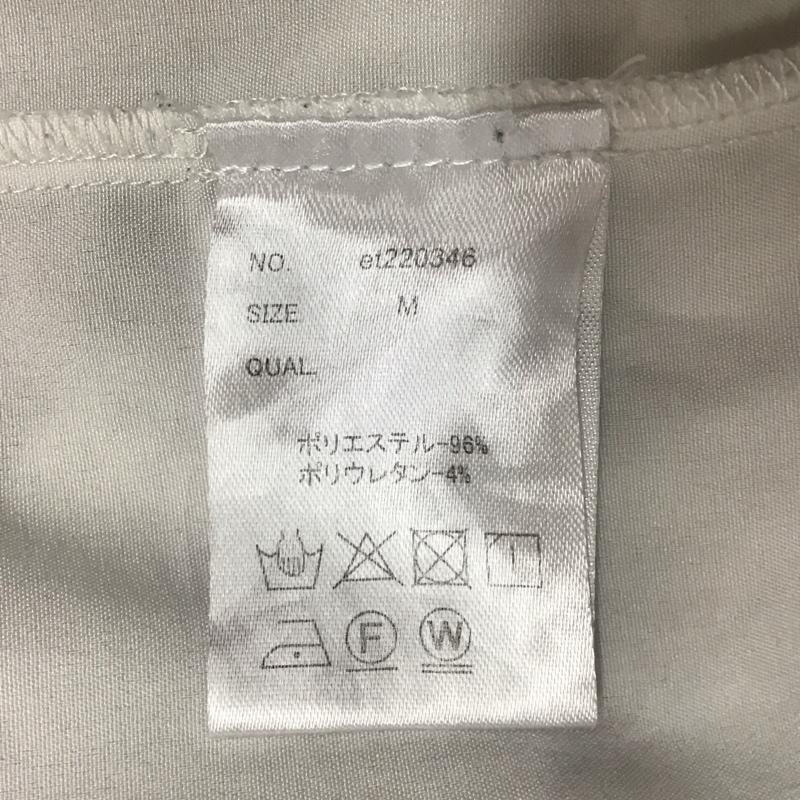 NO. et220346
SIZE M
QUAL.
ポリエステル-96%
ポリウレタン-4%
F W